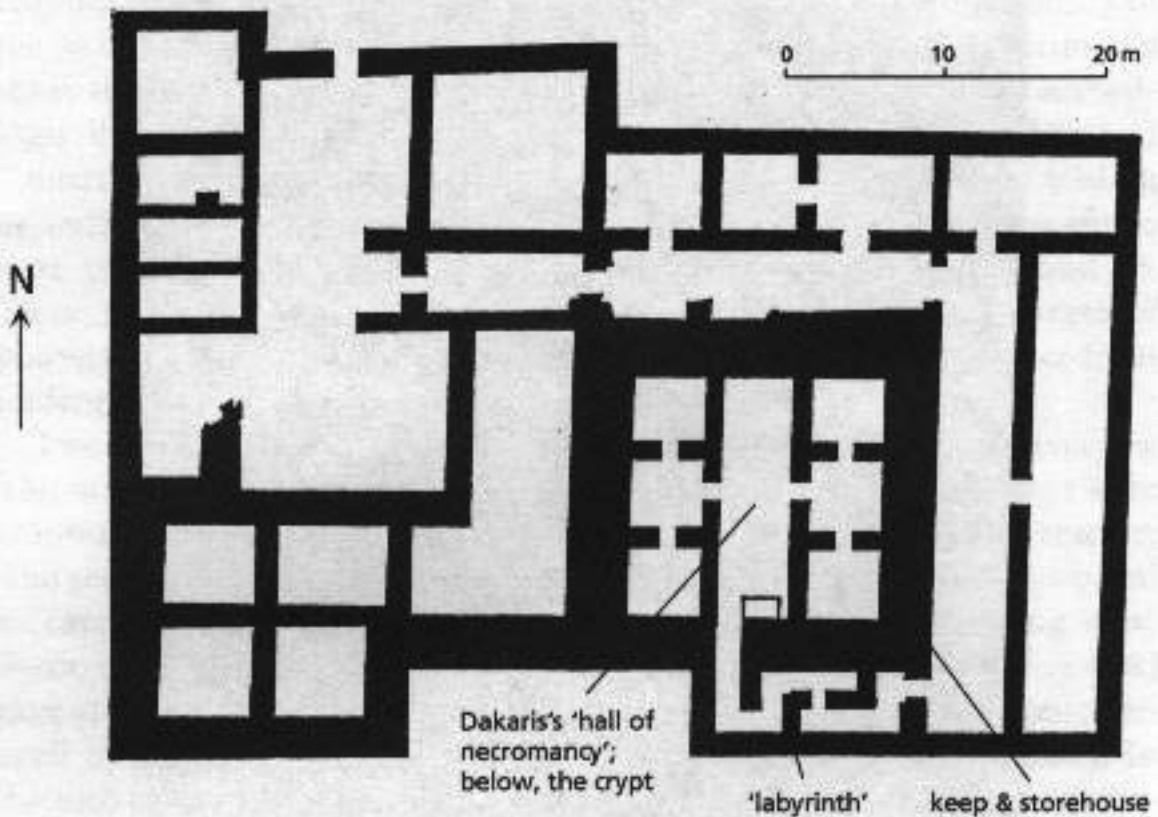 0 10 20 m
N
Dakaris's 'hall of
necromancy';
below, the crypt
'labyrinth'
keep & storehouse